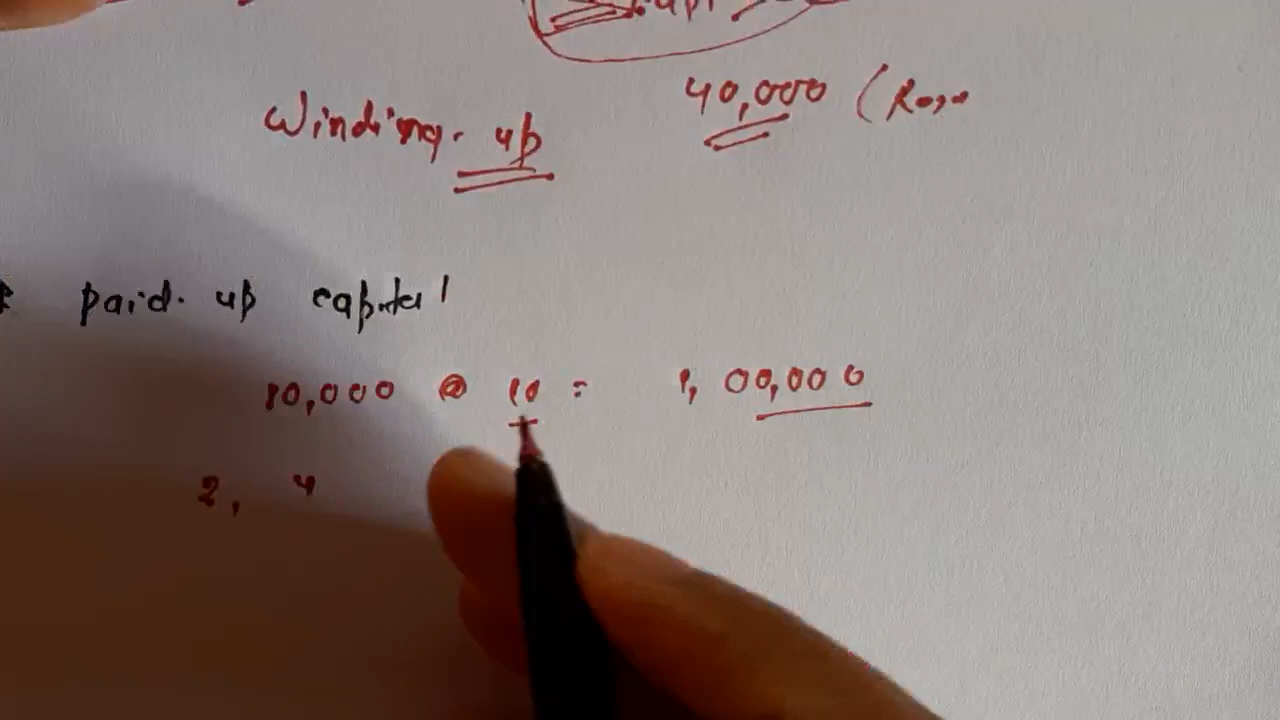 Winding. up 40,000 (
paid. up capital
10,000 @ 10 = 1,00,000
2, 4